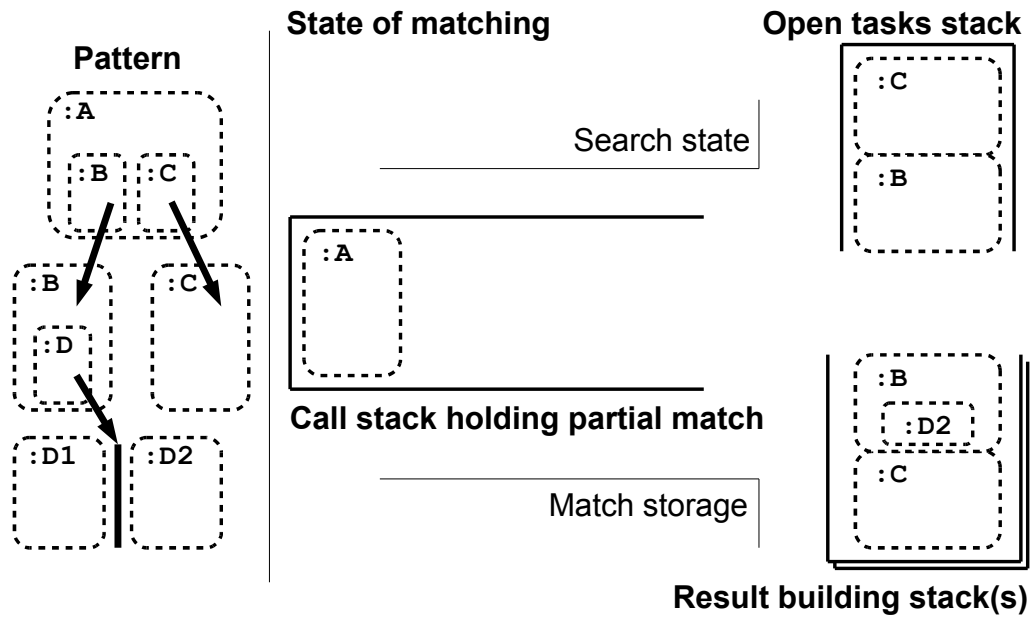 Pattern
:A
:B :C
:B :C
:D
:D1 :D2
State of matching
Search state
:A
Call stack holding partial match
Match storage
Open tasks stack
:C
:B
:B
:D2
:C
Result building stack(s)